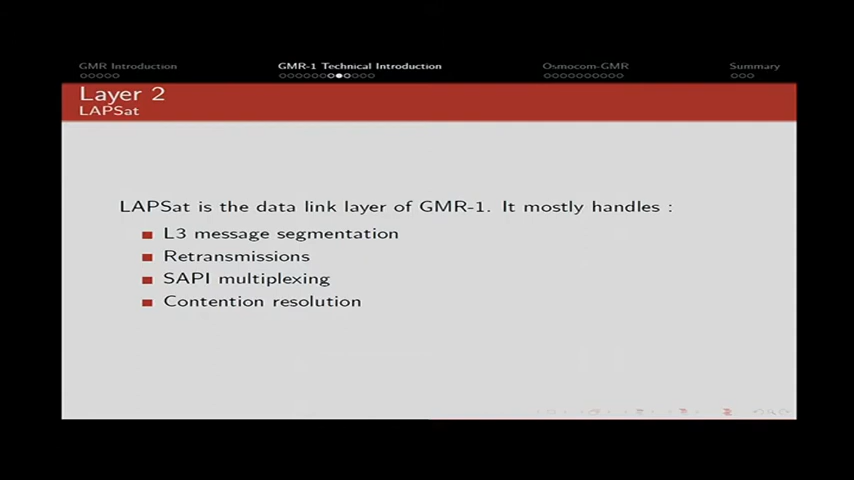 GMR Introduction GMR-1 Technical Introduction Osmocom-GMR Summary
Layer 2
LAPSat
LAPSat is the data link layer of GMR-1. It mostly handles :
L3 message segmentation
Retransmissions
SAPI multiplexing
Contention resolution